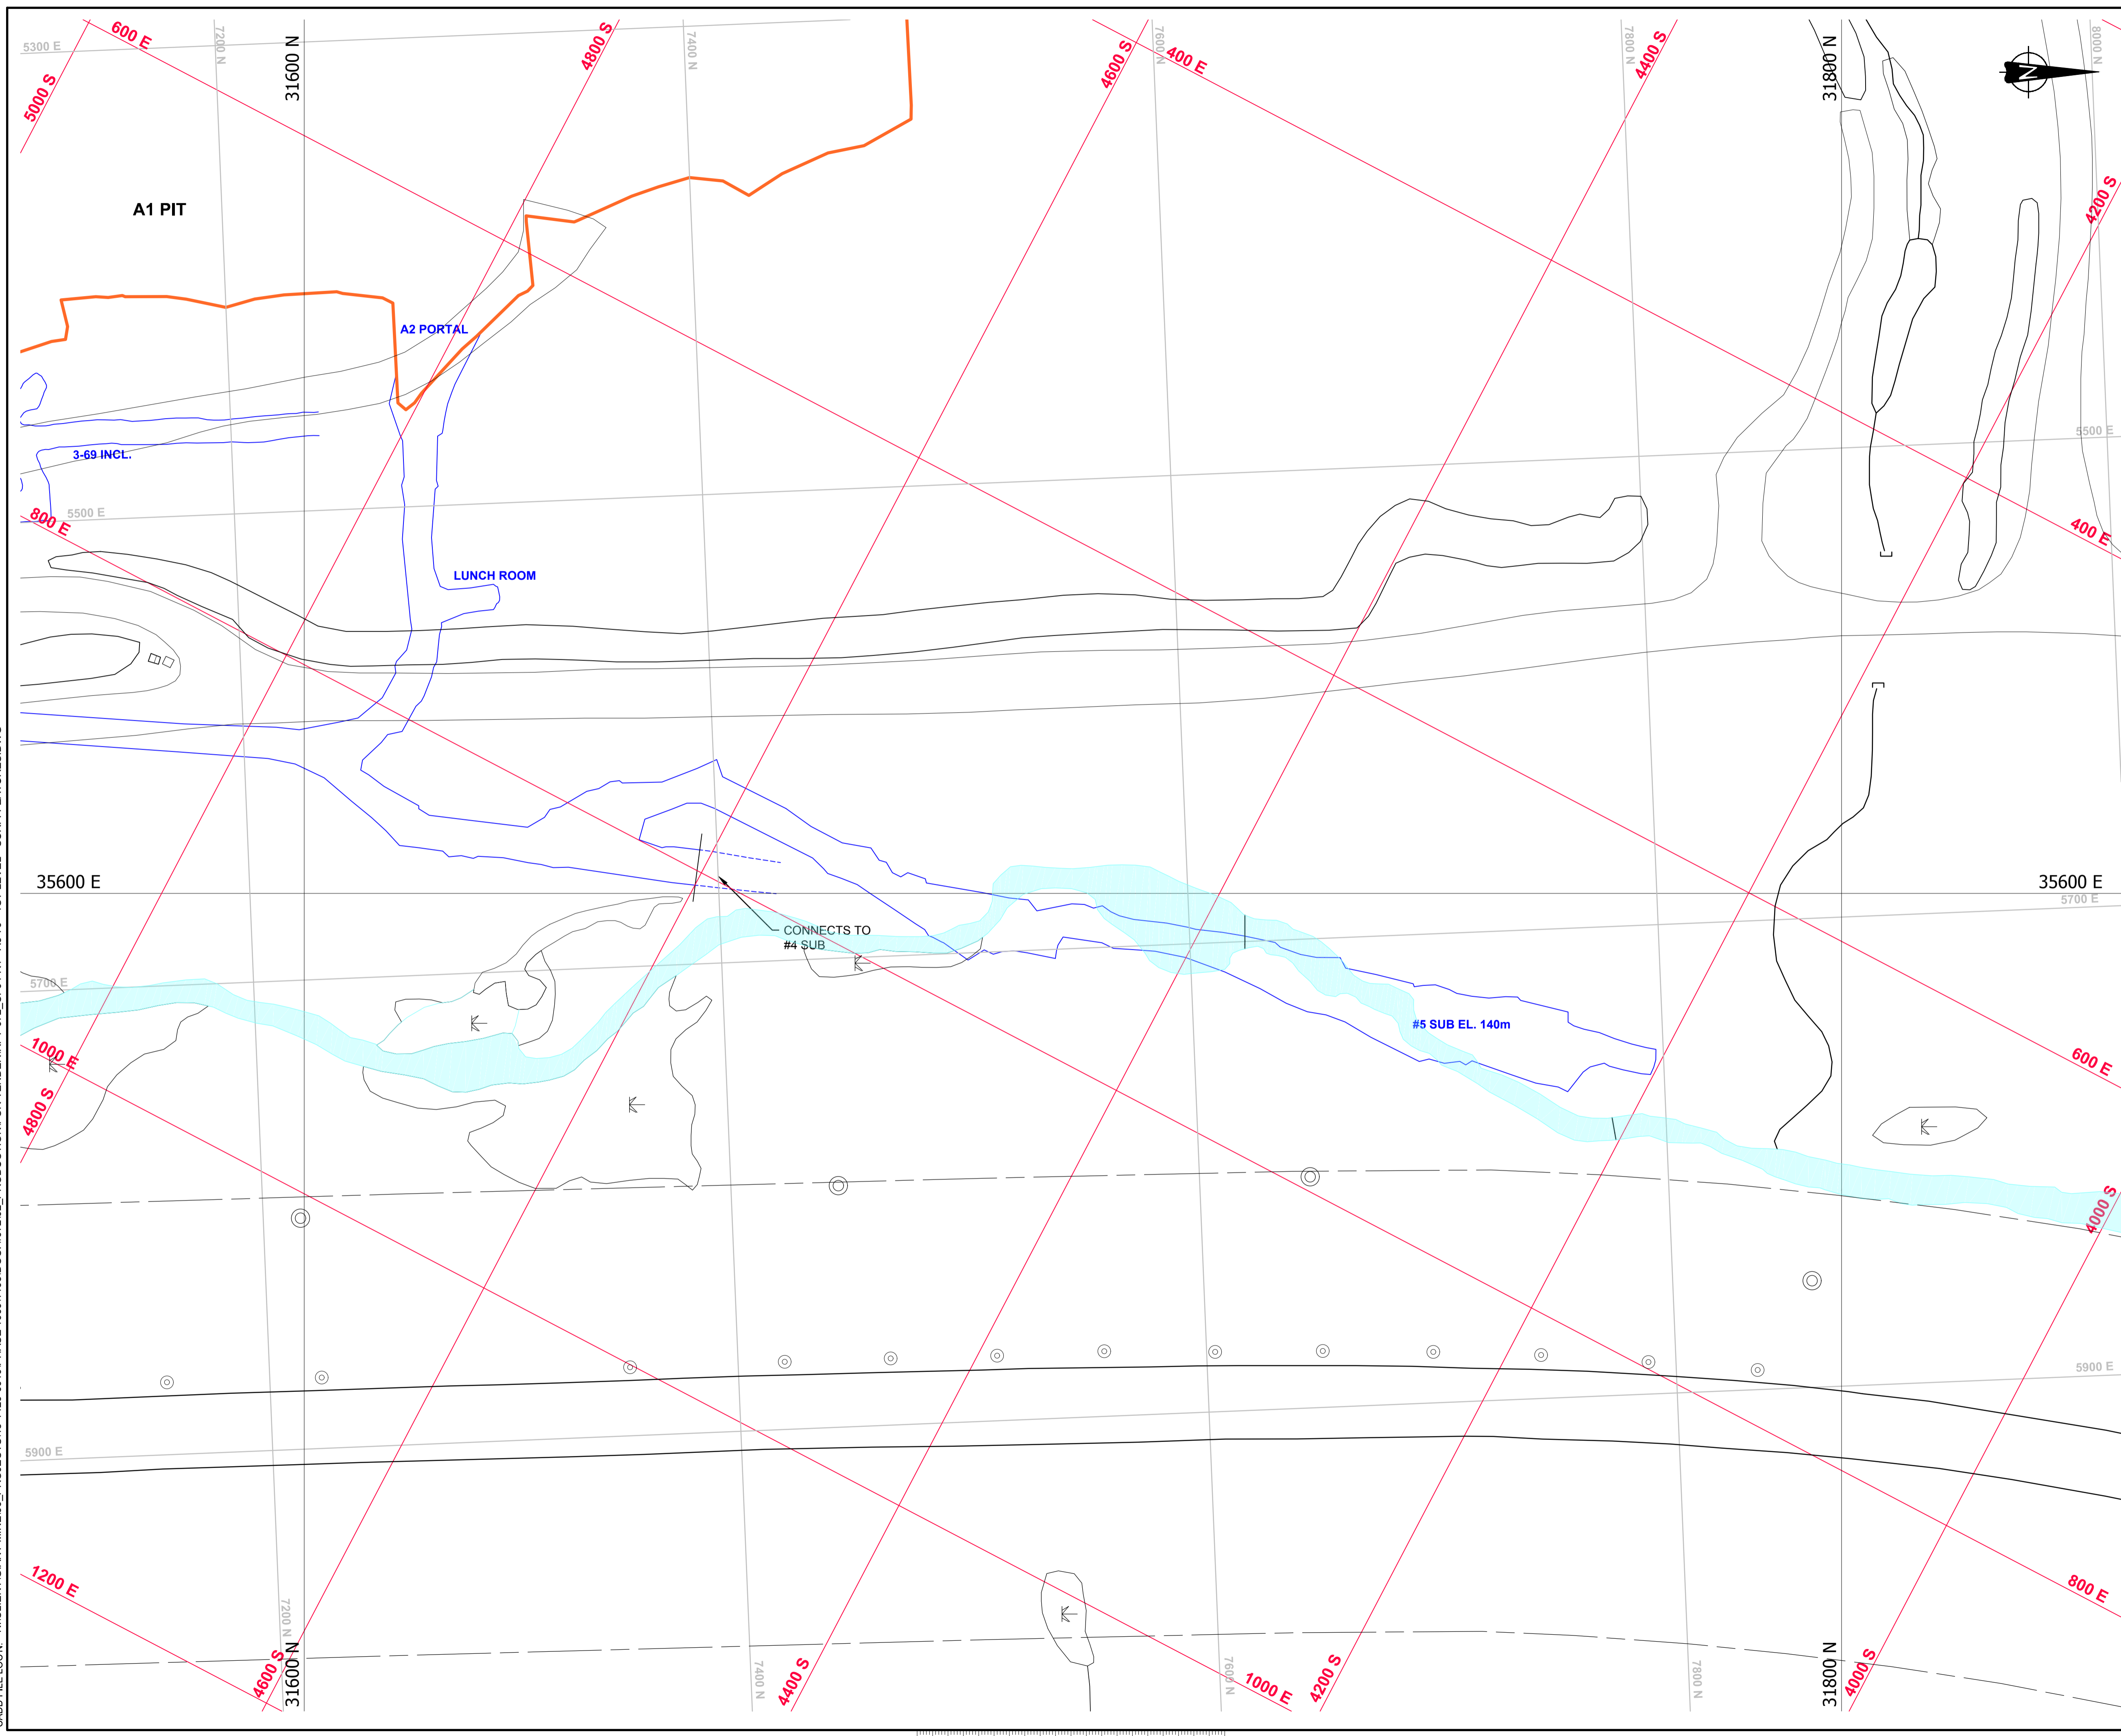 600 E
7200 N
31600 N
4800 S
7400 N
4600 S
7600 N
400 E
7800 N
4400 S
31800 N
8000 N
5300 E
5000 S
N
A1 PIT
4200 S
A2 PORTAL
3-69 INCL.
5500 E
800 E
5500 E
400 E
LUNCH ROOM
35600 E
35600 E
5700 E
CONNECTS TO
#4 SUB
5700 E
#5 SUB EL. 140m
1000 E
600 E
4800 S
4000 S
5900 E
5900 E
1200 E
800 E
7200 N
4600 S
31600 N
7400 N
4400 S
7600 N
1000 E
4200 S
7800 N
31800 N
4000 S